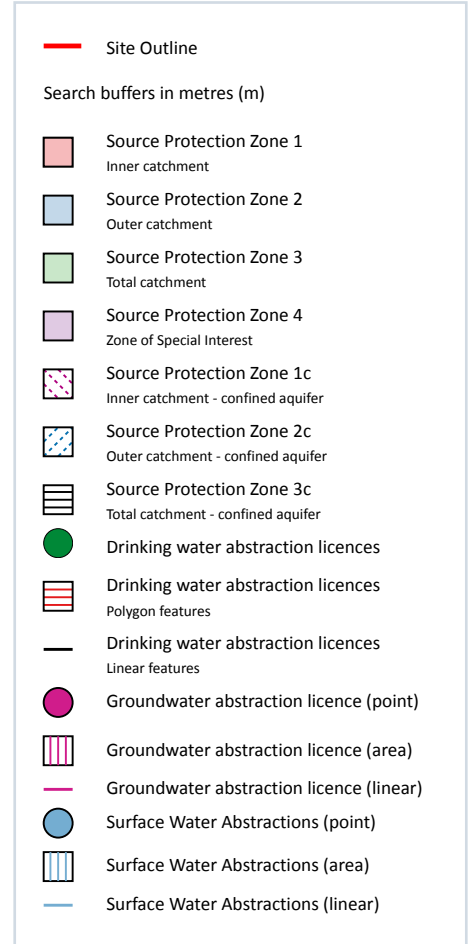 Site Outline
Search buffers in metres (m)
Source Protection Zone 1
Inner catchment
Source Protection Zone 2
Outer catchment
Source Protection Zone 3
Total catchment
Source Protection Zone 4
Zone of Special Interest
Source Protection Zone 1c
Inner catchment - confined aquifer
Source Protection Zone 2c
Outer catchment - confined aquifer
Source Protection Zone 3c
Total catchment - confined aquifer
Drinking water abstraction licences
Drinking water abstraction licences
Polygon features
Drinking water abstraction licences
Linear features
Groundwater abstraction licence (point)
Groundwater abstraction licence (area)
Groundwater abstraction licence (linear)
Surface Water Abstractions (point)
Surface Water Abstractions (area)
Surface Water Abstractions (linear)